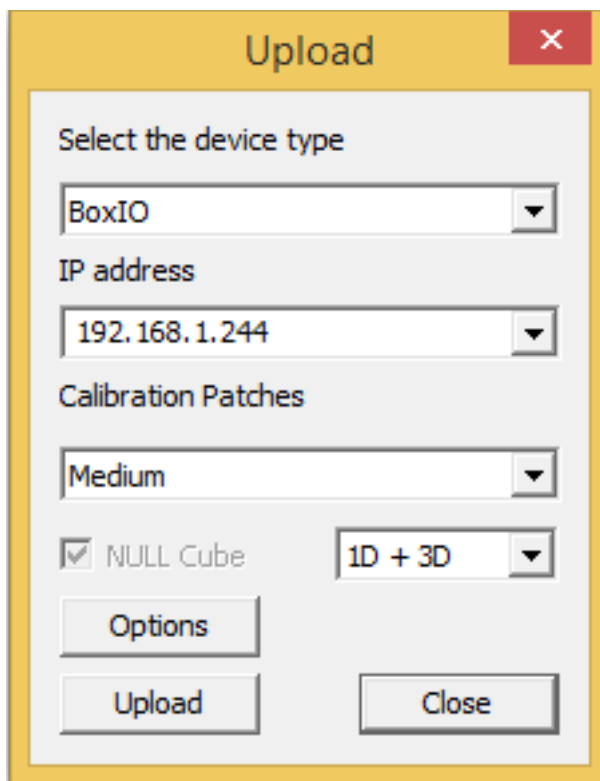 Upload
Select the device type
BoxIO
IP address
192.168.1.244
Calibration Patches
Medium
NULL Cube 1D + 3D
Options
Upload Close